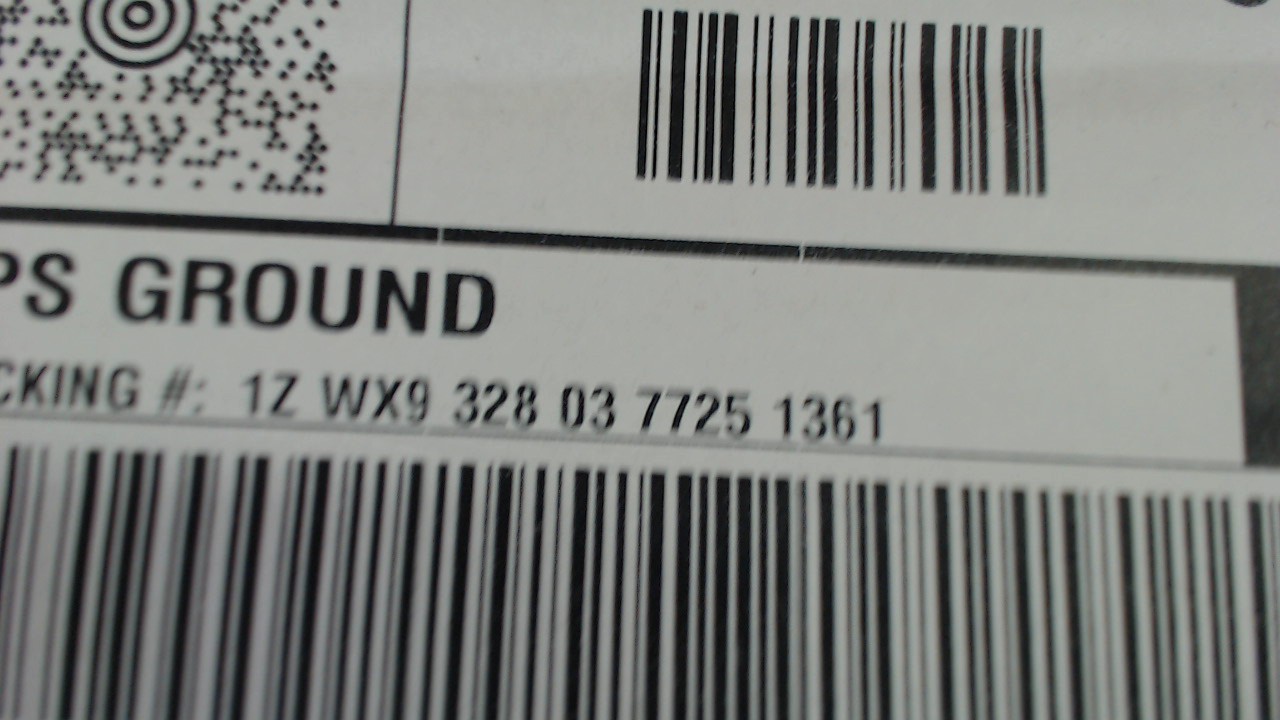 PS GROUND
CKING #: 1Z WX9 328 03 7725 1361